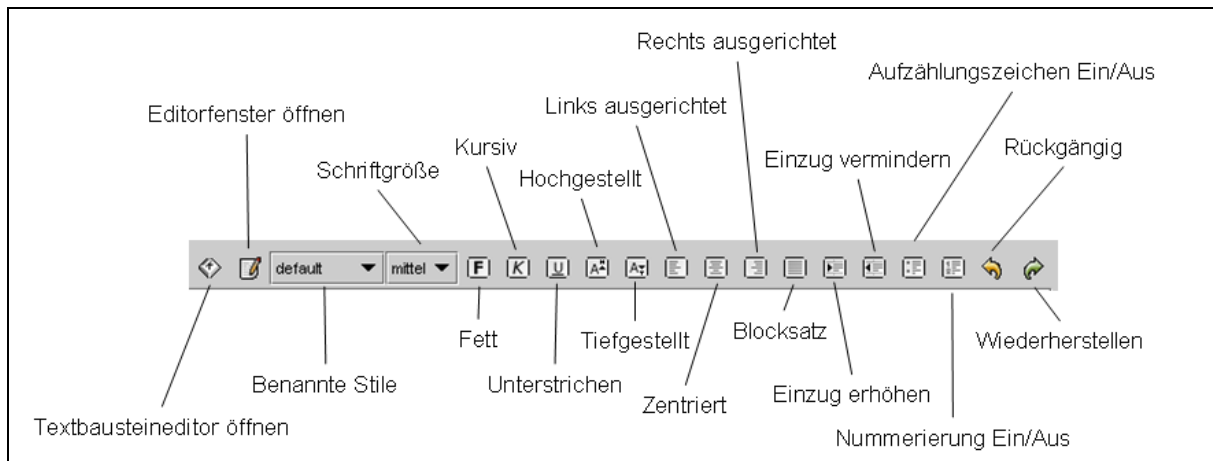 Rechts ausgerichtet
Aufzählungszeichen Ein/Aus
Links ausgerichtet
Editorfenster öffnen
Kursiv
Einzug vermindern
Rückgängig
Schriftgröße
Hochgestellt
default
mittel
F
K
U
A
A
Fett
Tiefgestellt
Blocksatz
Wiederherstellen
Benannte Stile
Unterstrichen
Zentriert
Einzug erhöhen
Textbausteineditor öffnen
Nummerierung Ein/Aus